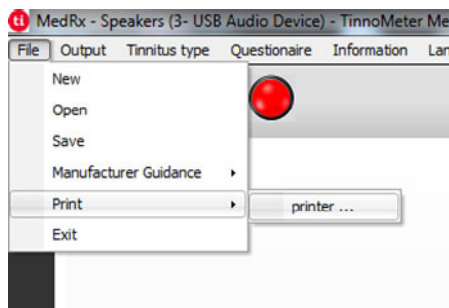 ti MedRx - Speakers (3- USB Audio Device) - TinnoMeter Me
File Output Tinnitus type Questionaire Information Lan
New
Open
Save
Manufacturer Guidance
Print
printer ...
Exit